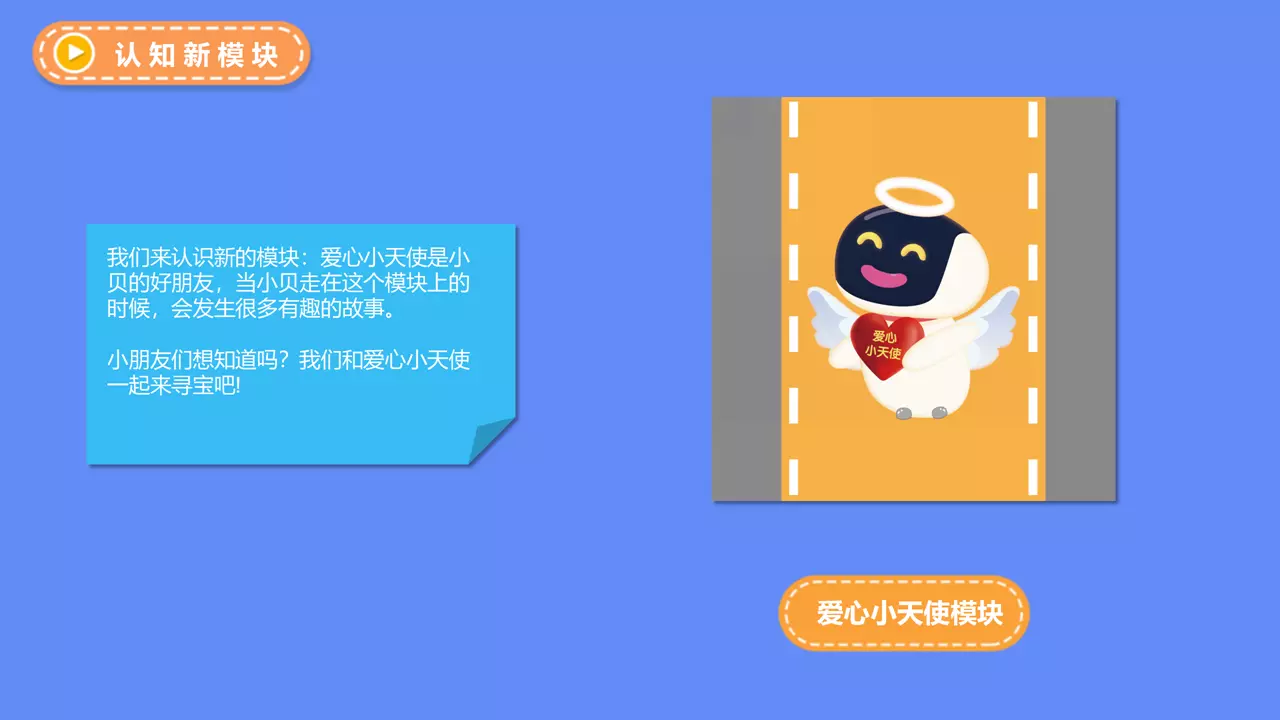 认知新模块
我们来认识新的模块：爱心小天使是小
贝的好朋友，当小贝走在这个模块上的
时候，会发生很多有趣的故事。
小朋友们想知道吗？我们和爱心小天使
一起来寻宝吧!
爱心
小天使
爱心小天使模块